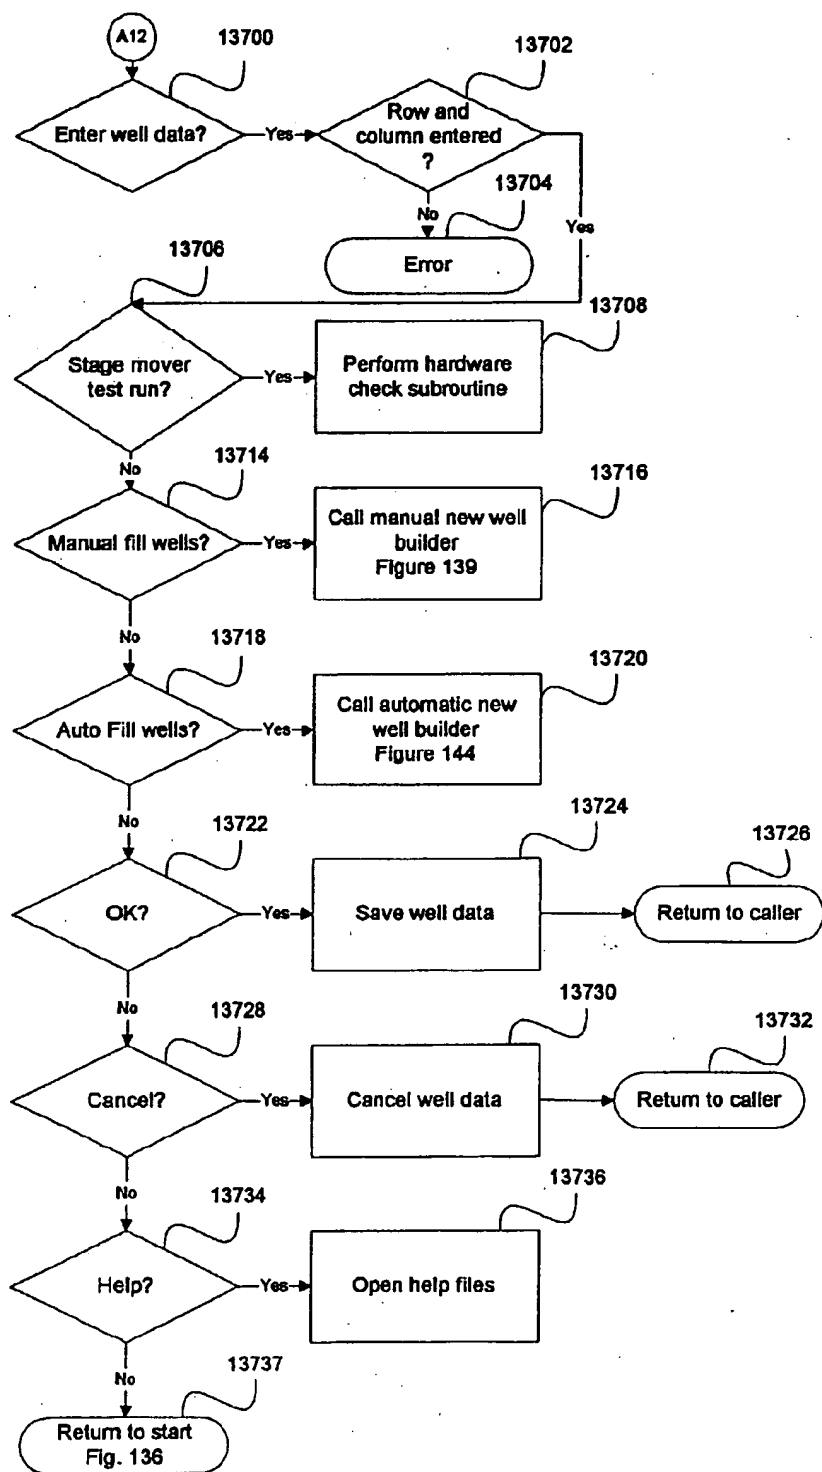 A12
13700
13702
Enter well data?
Yes
Row and
column entered
?
Yes
No
13704
Error
13706
Stage mover
test run?
Yes
13708
Perform hardware
check subroutine
No
13714
Manual fill wells?
Yes
13716
Call manual new well
builder
Figure 139
No
13718
Auto Fill wells?
Yes
13720
Call automatic new
well builder
Figure 144
No
13722
OK?
Yes
13724
Save well data
13726
Return to caller
No
13728
Cancel?
Yes
13730
Cancel well data
13732
Return to caller
No
13734
Help?
Yes
13736
Open help files
No
13737
Return to start
Fig. 136